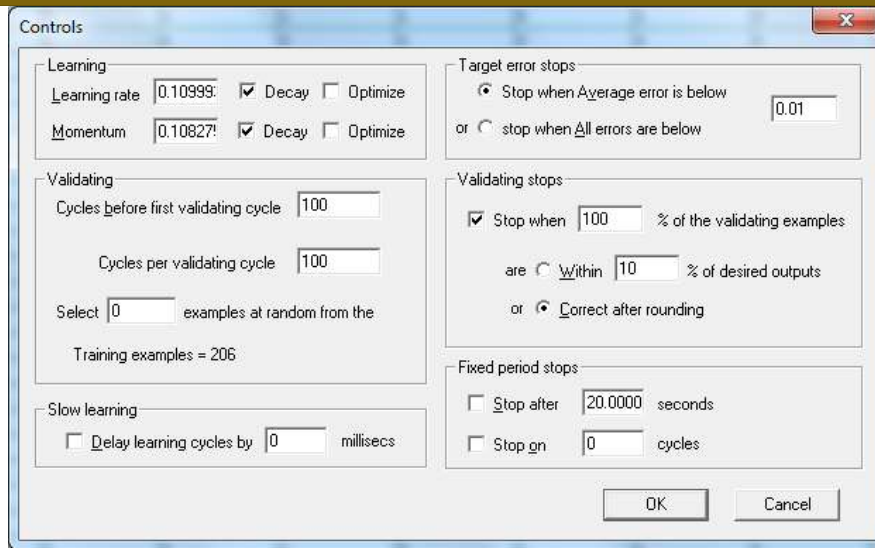 Controls
Learning
Learning rate 0.10999 Decay Optimize
Momentum 0.10827 Decay Optimize
Validating
Cycles before first validating cycle 100
Cycles per validating cycle 100
Select 0 examples at random from the
Training examples = 206
Slow learning
Delay learning cycles by 0 millisecs
Target error stops
Stop when Average error is below
0.01
or stop when All errors are below
Validating stops
Stop when 100 % of the validating examples
are Within 10 % of desired outputs
or Correct after rounding
Fixed period stops
Stop after 20.0000 seconds
Stop on 0 cycles
OK Cancel